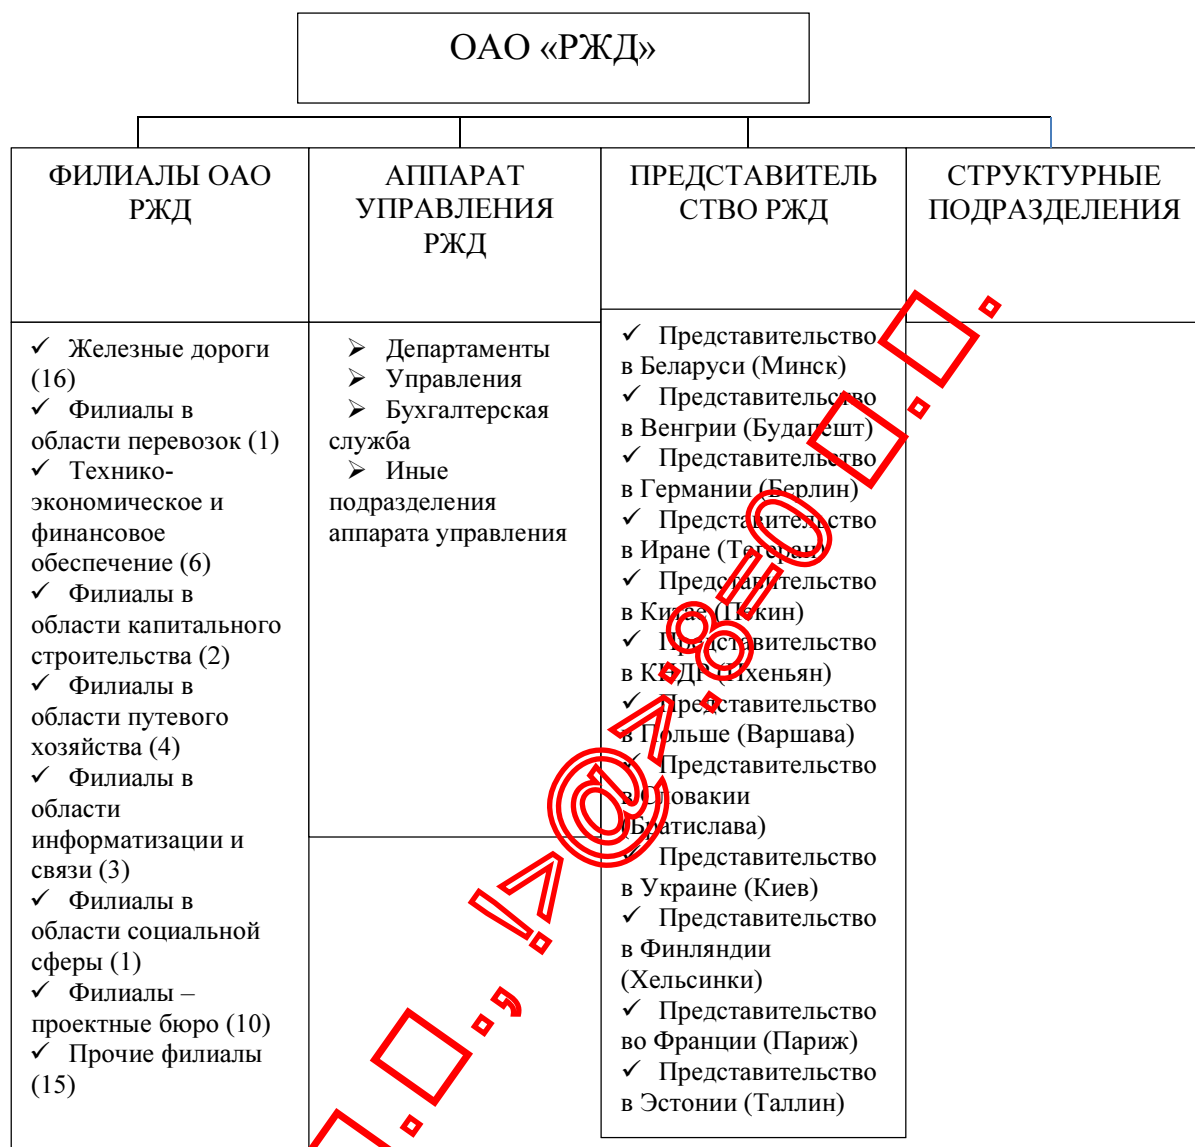 ОАО «РЖД»
ФИЛИАЛЫ ОАО
РЖД
АППАРАТ
УПРАВЛЕНИЯ
РЖД
ПРЕДСТАВИТЕЛЬ
СТВО РЖД
СТРУКТУРНЫЕ
ПОДРАЗДЕЛЕНИЯ
✓ Железные дороги
(16)
✓ Филиалы в
области перевозок (1)
✓ Технико-
экономическое и
финансовое
обеспечение (6)
✓ Филиалы в
области капитального
строительства (2)
✓ Филиалы в
области путевого
хозяйства (4)
✓ Филиалы в
области
информатизации и
связи (3)
✓ Филиалы в
области социальной
сферы (1)
✓ Филиалы –
проектные бюро (10)
✓ Прочие филиалы
(15)
➢ Департаменты
➢ Управления
➢ Бухгалтерская
служба
➢ Иные
подразделения
аппарата управления
✓ Представительство
в Беларуси (Минск)
✓ Представительство
в Венгрии (Будапешт)
✓ Представительство
в Германии (Берлин)
✓ Представительство
в Иране (Тегеран)
✓ Представительство
в Китае (Пекин)
✓ Представительство
в КНДР (Пхеньян)
✓ Представительство
в Польше (Варшава)
✓ Представительство
в Словакии
(Братислава)
✓ Представительство
в Украине (Киев)
✓ Представительство
в Финляндии
(Хельсинки)
✓ Представительство
во Франции (Париж)
✓ Представительство
в Эстонии (Таллин)
□.□., !>@>:8=0 □.□.